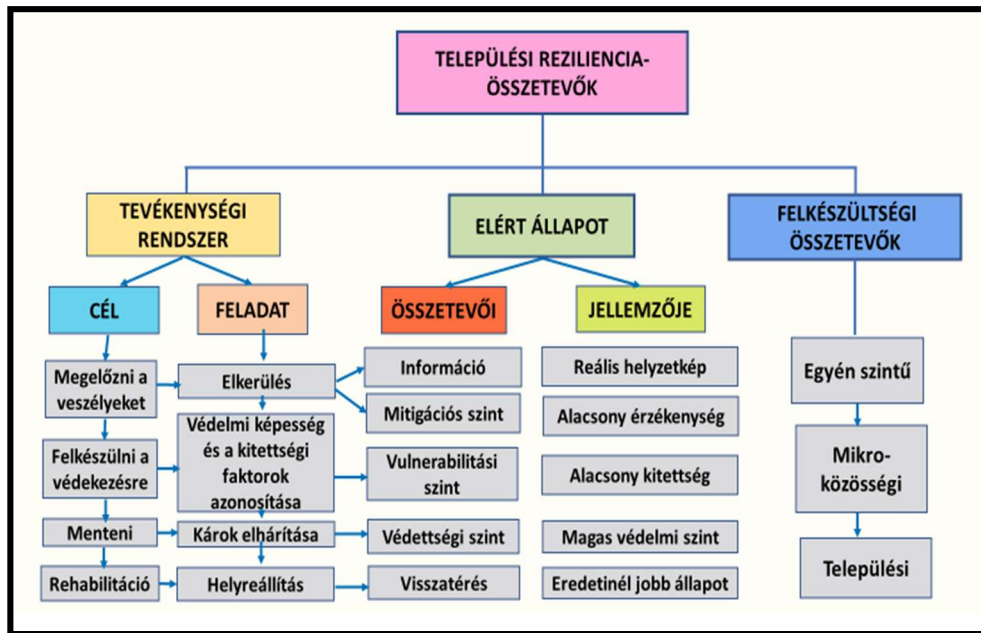 TELEPÜLÉSI REZILIENCIA-
ÖSSZETEVŐK
TEVÉKENYSÉGI
RENDSZER
ELÉRT ÁLLAPOT
FELKÉSZÜLTSÉGI
ÖSSZETEVŐK
CÉL
FELADAT
ÖSSZETEVŐI
JELLEMZŐJE
Megelőzni a
veszélyeket
Elkerülés
Információ
Reális helyzetkép
Egyén szintű
Mitigációs szint
Alacsony érzékenység
Felkészülni a
védekezésre
Védelmi képesség
és a kitettségi
faktorok
azonosítása
Vulnerabilitási
szint
Alacsony kitettség
Mikro-
közösségi
Menteni
Károk elhárítása
Védettségi szint
Magas védelmi szint
Települési
Rehabilitáció
Helyreállítás
Visszatérés
Eredetinél jobb állapot